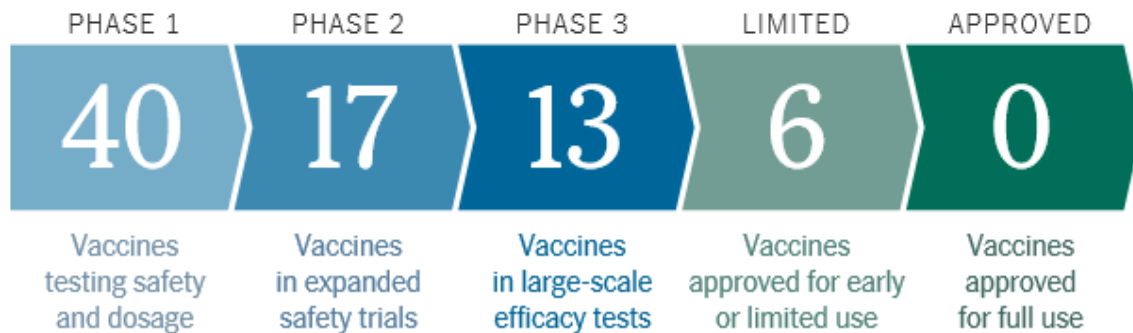 PHASE 1
PHASE 2
PHASE 3
LIMITED
APPROVED
40
17
13
6
0
Vaccines
testing safety
and dosage
Vaccines
in expanded
safety trials
Vaccines
in large-scale
efficacy tests
Vaccines
approved for early
or limited use
Vaccines
approved
for full use